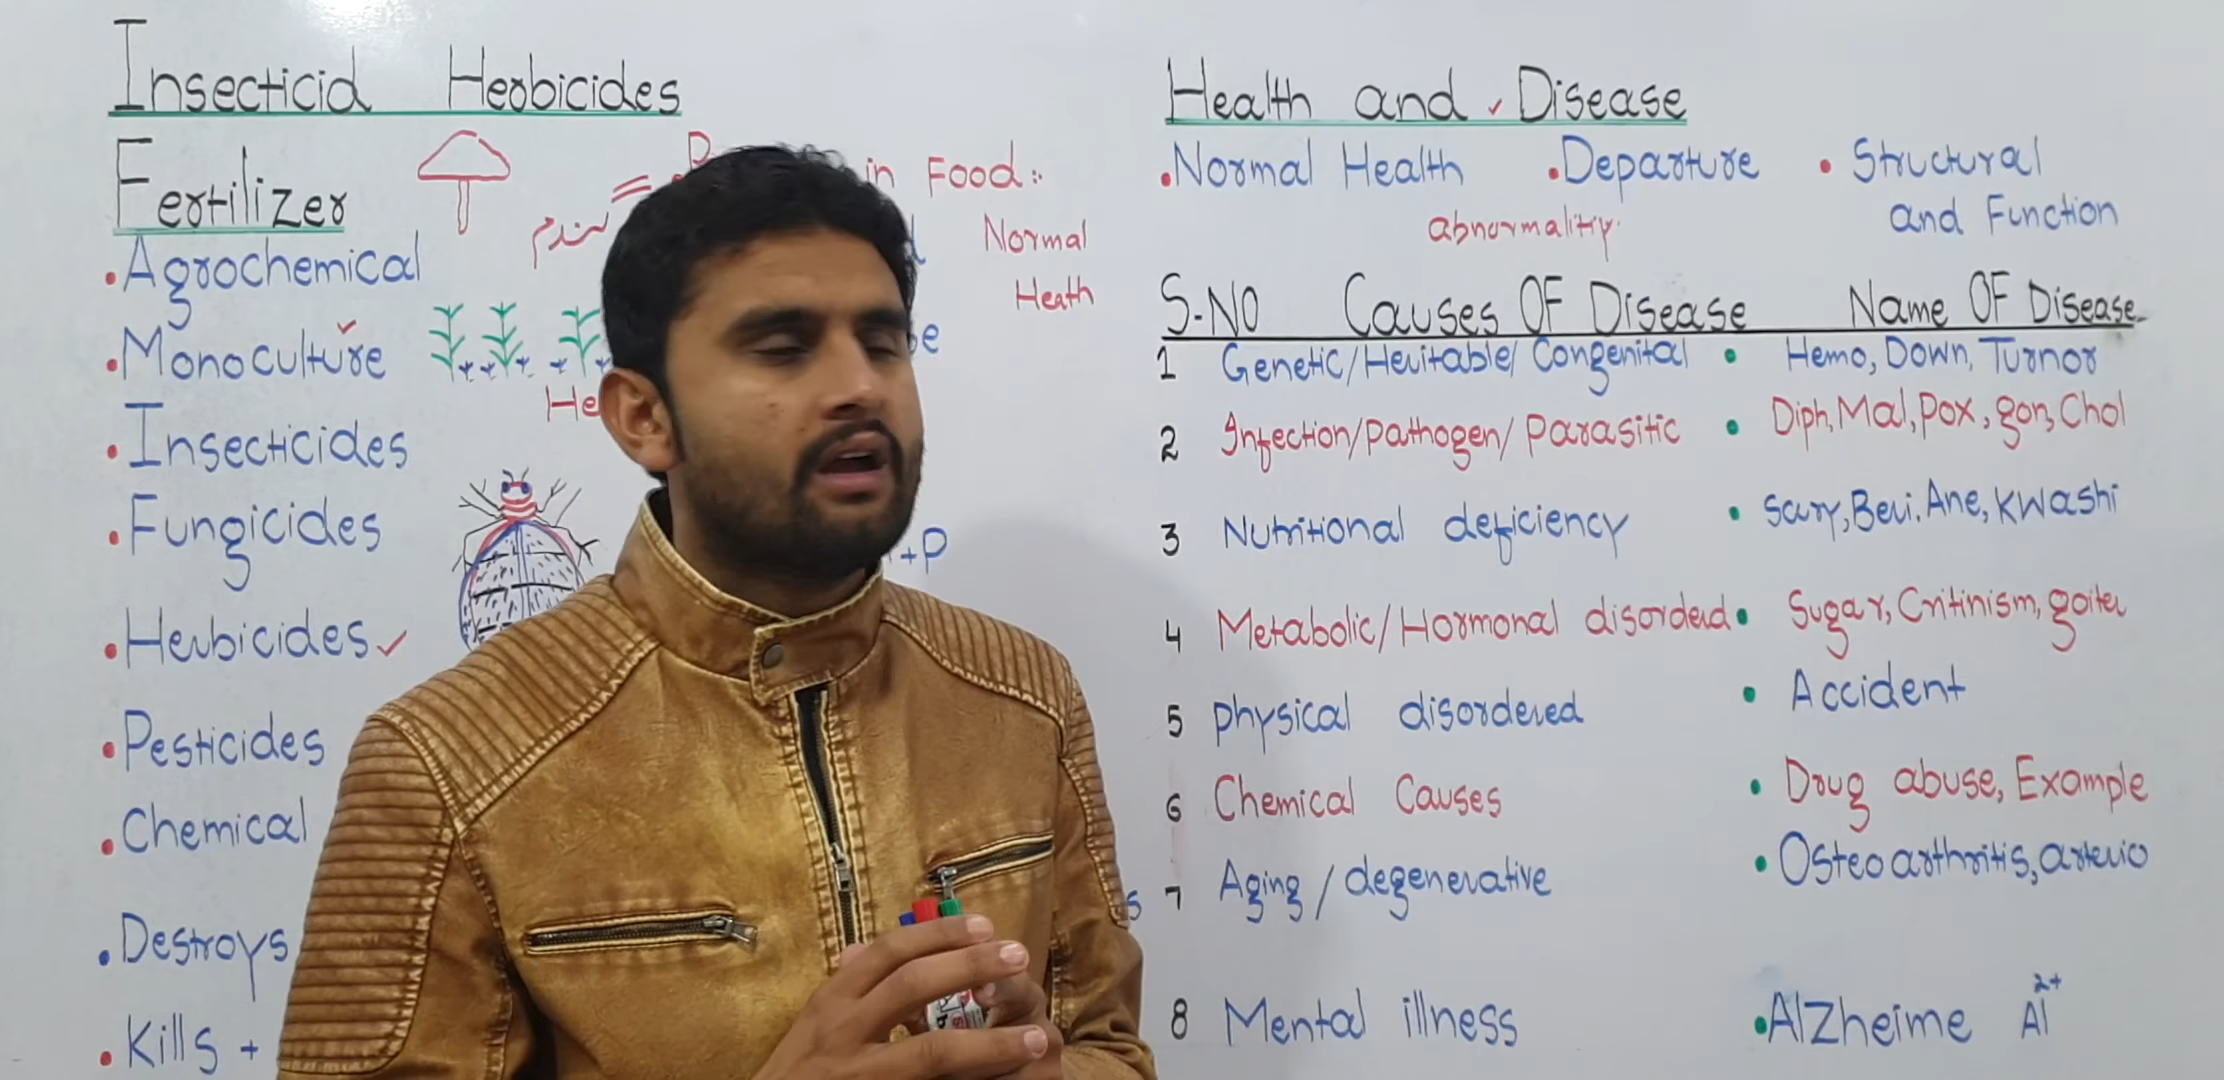 Insecticid Herbicides
Fertilizer
in Food:
گندم
Normal
Heath
• Agrochemical
• Monoculture
He
• Insecticides
• Fungicides
+P
• Herbicides
• Pesticides
• Chemical
• Destroys
• Kills +
Health and Disease
• Normal Health • Departure • Structural
and Function
abnormality
S.NO Causes OF Disease Name OF Disease
1 Genetic/Heritable/Congenital • Hemo, Down, Turnor
2 Infection/pathogen/Parasitic • Diph, Mal, Pox, gon, Chol
3 Nutritional deficiency • Scury, Beri. Ane, Kwashi
4 Metabolic/Hormonal disorderd • Sugar, Critinism, goiter
5 physical disordered • Accident
6 Chemical Causes • Drug abuse, Example
7 Aging/degenerative • Osteoarthritis, arterio
8 Mental illness • Alzheime Al²⁺